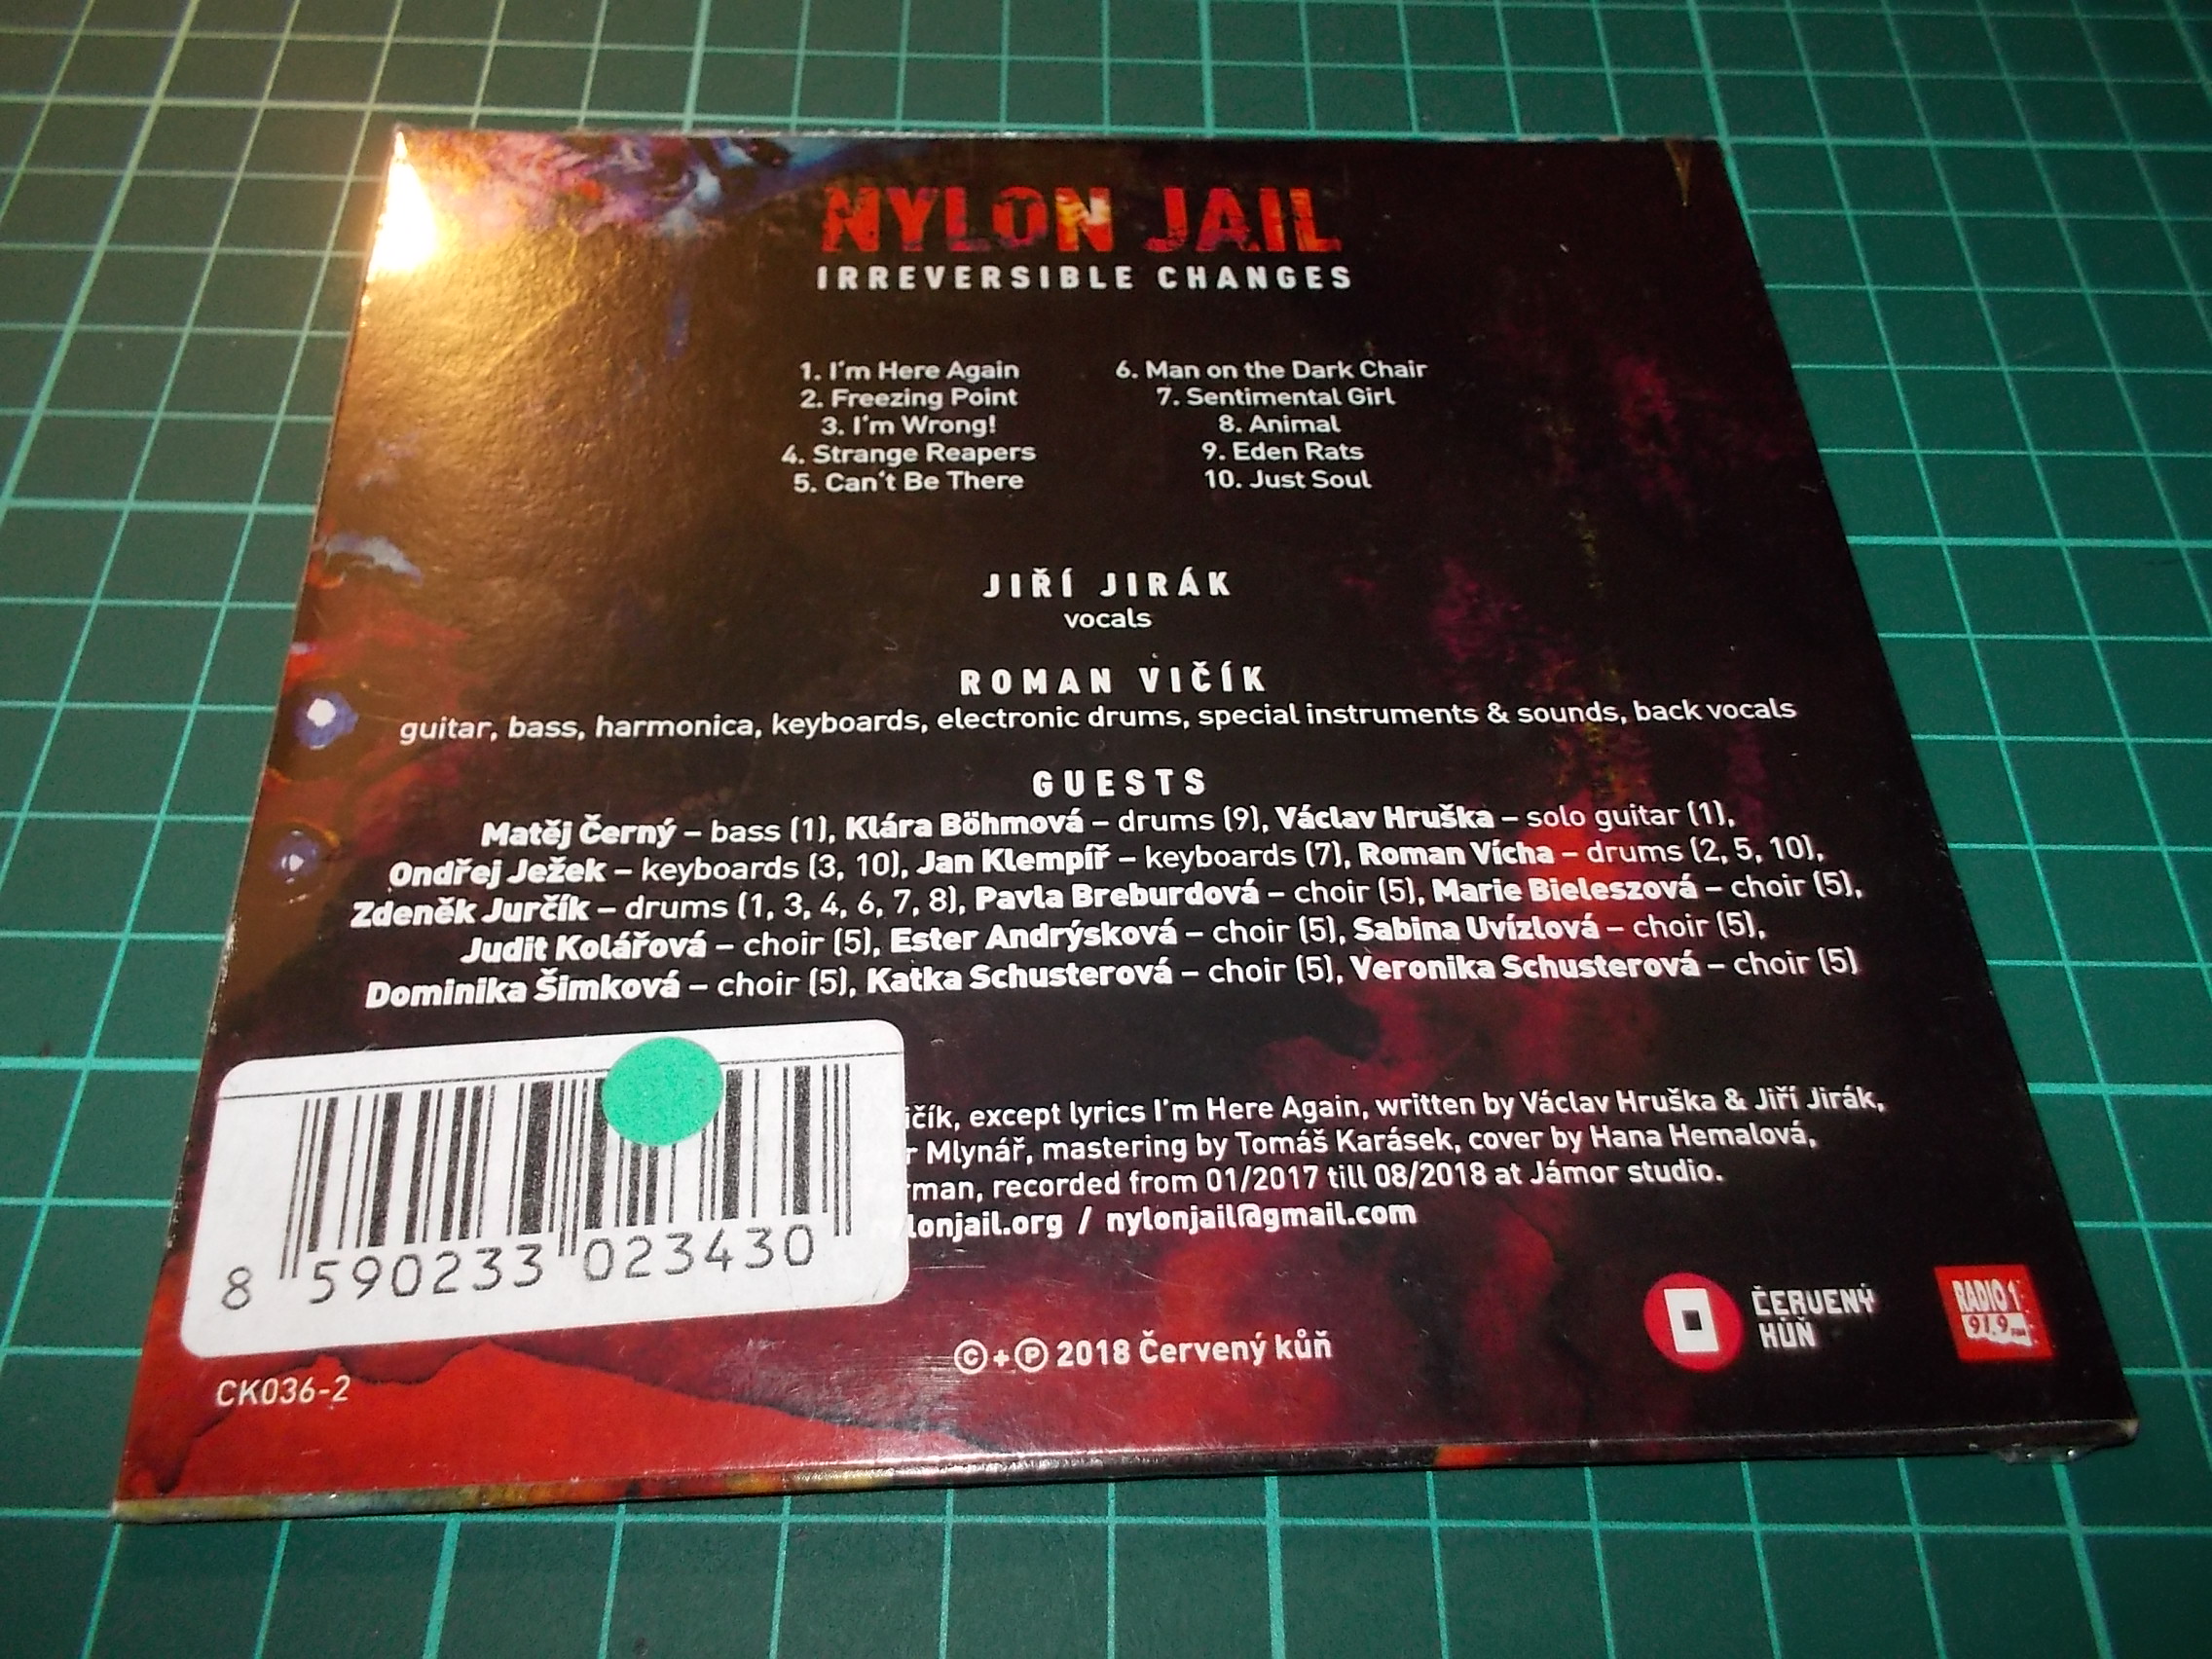 NYLON JAIL
IRREVERSIBLE CHANGES
1. I'm Here Again
2. Freezing Point
3. I'm Wrong!
4. Strange Reapers
5. Can't Be There
6. Man on the Dark Chair
7. Sentimental Girl
8. Animal
9. Eden Rats
10. Just Soul
JIŘÍ JIRÁK
vocals
ROMAN VIČÍK
guitar, bass, harmonica, keyboards, electronic drums, special instruments & sounds, back vocals
GUESTS
Matěj Černý – bass (1), Klára Böhmová – drums (9), Václav Hruška – solo guitar (1),
Ondřej Ježek – keyboards (3, 10), Jan Klempíř – keyboards (7), Roman Vícha – drums (2, 5, 10),
Zdeněk Jurčík – drums (1, 3, 4, 6, 7, 8), Pavla Breburdová – choir (5), Marie Bieleszová – choir (5),
Judit Kolářová – choir (5), Ester Andrýsková – choir (5), Sabina Uvízlová – choir (5),
Dominika Šimková – choir (5), Katka Schusterová – choir (5), Veronika Schusterová – choir (5)
ičík, except lyrics I'm Here Again, written by Václav Hruška & Jiří Jirák,
r Mlynář, mastering by Tomáš Karásek, cover by Hana Hemalová,
rman, recorded from 01/2017 till 08/2018 at Jámor studio.
ylonjail.org / nylonjail@gmail.com
8 590233 023430
CK036-2
©+℗ 2018 Červený kůň
ČERVENÝ
KŮŇ
RADIO 1
91.9 FM